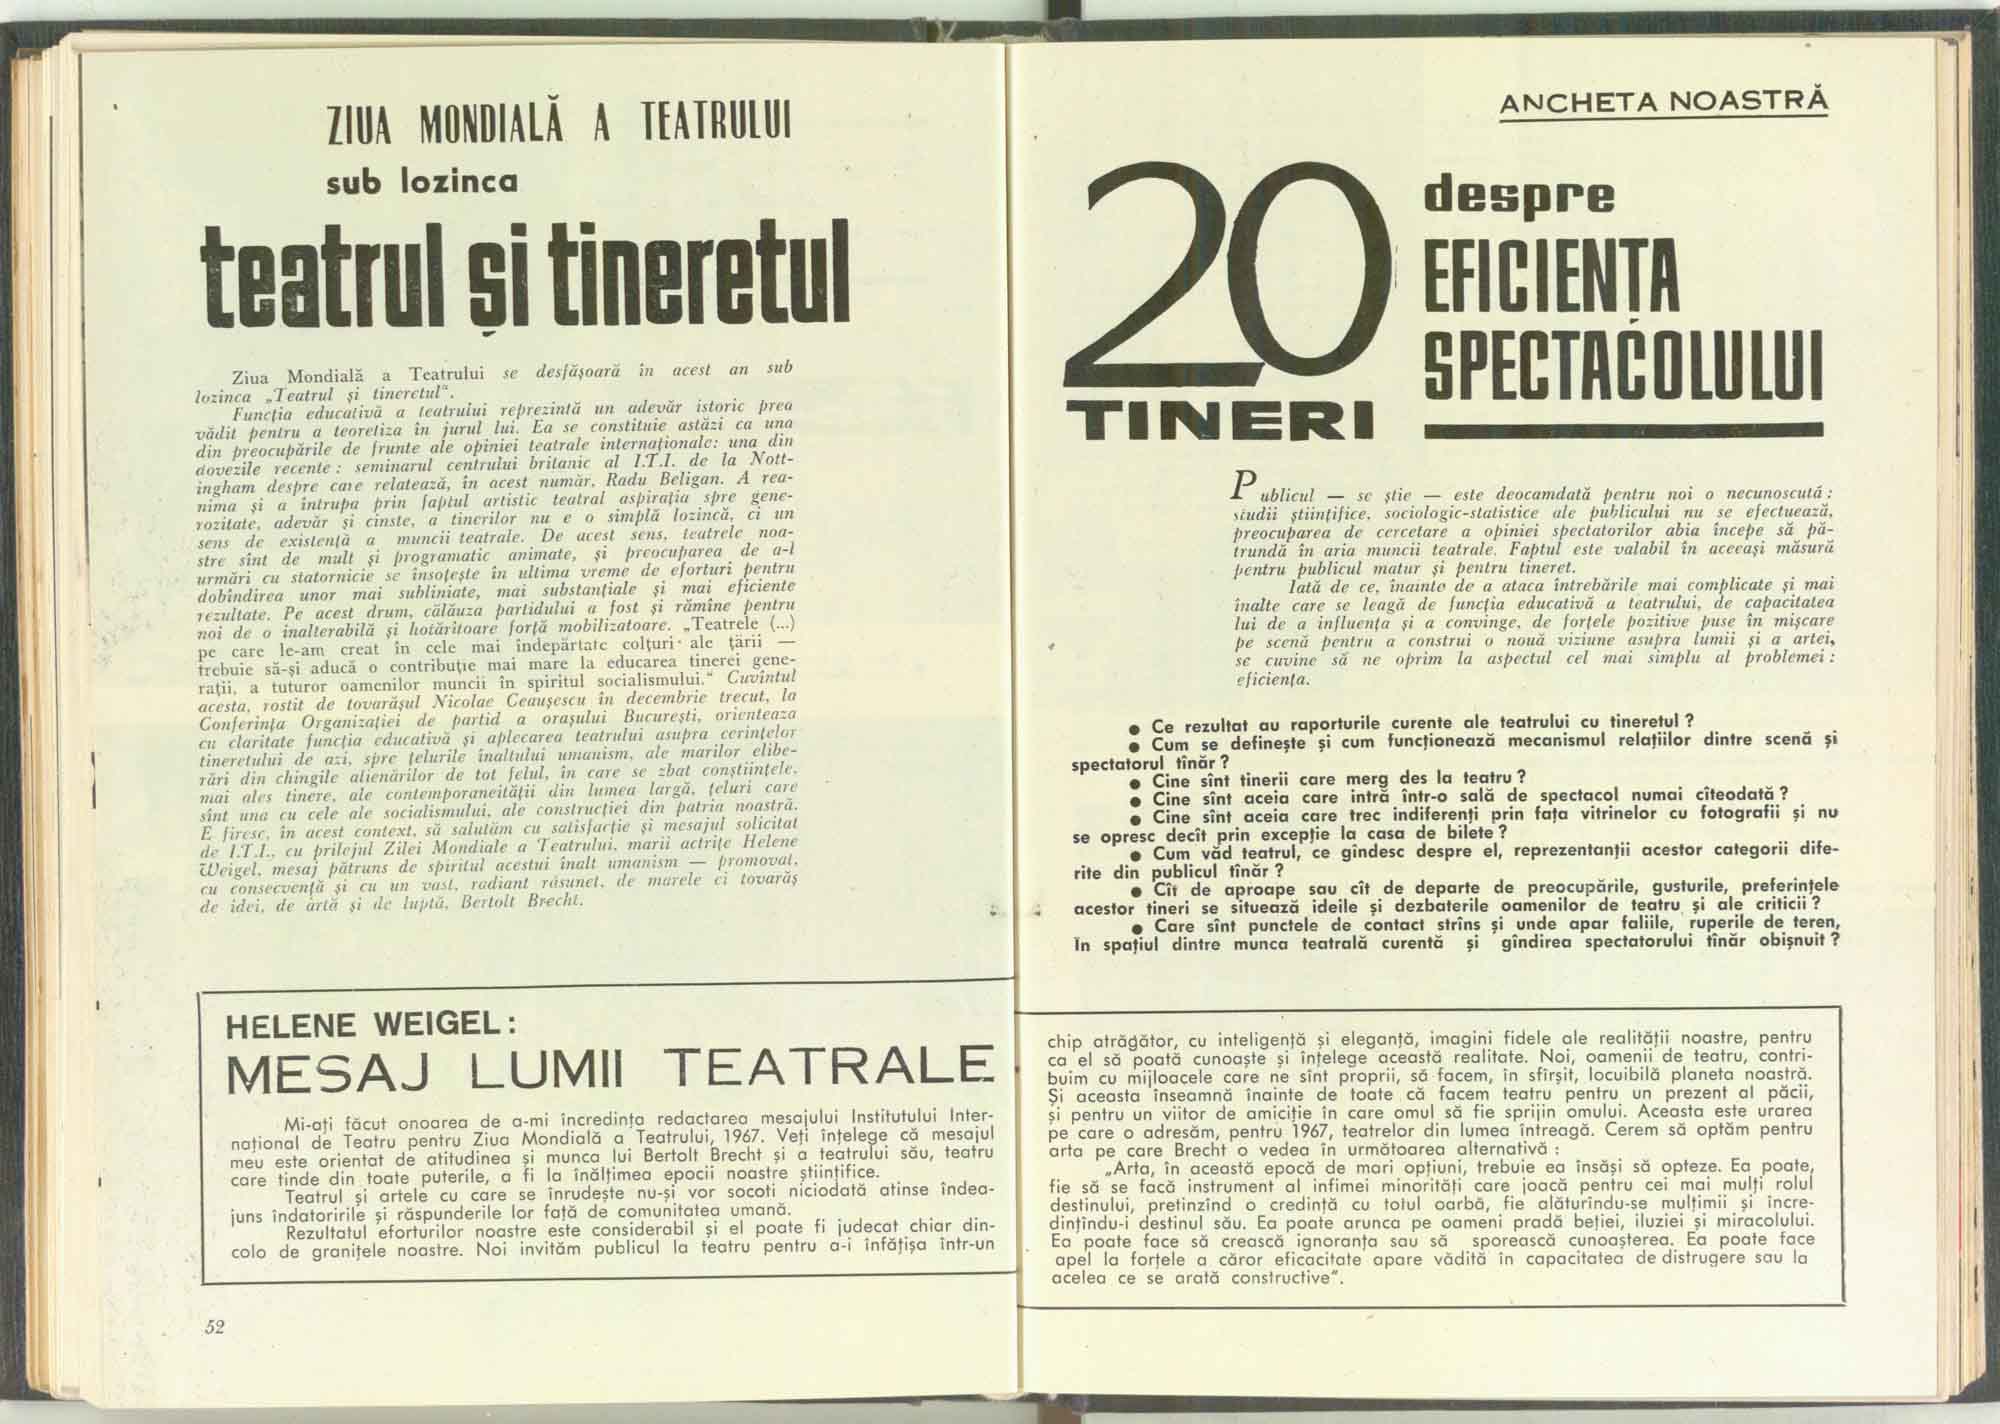 ZIUA MONDIALĂ A TEATRULUI
sub lozinca
teatrul și tineretul
Ziua Mondială a Teatrului se desfășoară în acest an sub
lozinca „Teatrul și tineretul“.
Funcția educativă a teatrului reprezintă un adevăr istoric prea
vădit pentru a teoretiza în jurul lui. Ea se constituie astăzi ca una
din preocupările de frunte ale opiniei teatrale internaționale: una din
dovezile recente : seminarul centrului britanic al I.T.I. de la Nott-
ingham despre care relatează, în acest număr, Radu Beligan. A rea-
nima și a întrupa prin faptul artistic teatral aspirația spre gene-
rozitate, adevăr și cinste, a tinerilor nu e o simplă lozincă, ci un
sens de existență a muncii teatrale. De acest sens, teatrele noa-
stre sînt de mult și programatic animate, și preocuparea de a-l
urmări cu statornicie se însoțește în ultima vreme de eforturi pentru
dobîndirea unor mai subliniate, mai substanțiale și mai eficiente
rezultate. Pe acest drum, călăuza partidului a fost și rămîne pentru
noi de o inalterabilă și hotărîtoare forță mobilizatoare. „Teatrele (...)
pe care le-am creat în cele mai îndepărtate colțuri ale țării —
trebuie să-și aducă o contribuție mai mare la educarea tinerei gene-
rații, a tuturor oamenilor muncii în spiritul socialismului.“ Cuvîntul
acesta, rostit de tovarășul Nicolae Ceaușescu în decembrie trecut, la
Conferința Organizației de partid a orașului București, orientează
cu claritate funcția educativă și aplecarea teatrului asupra cerințelor
tineretului de azi, spre țelurile înaltului umanism, ale marilor elibe-
rări din chingile alienărilor de tot felul, în care se zbat conștiințele,
mai ales tinere, ale contemporaneității din lumea largă, țeluri care
sînt una cu cele ale socialismului, ale construcției din patria noastră.
E firesc, în acest context, să salutăm cu satisfacție și mesajul solicitat
de I.T.I., cu prilejul Zilei Mondiale a Teatrului, marii actrițe Helene
Weigel, mesaj pătruns de spiritul acestui înalt umanism — promovat,
cu consecvență și cu un vast, radiant răsunet, de marele ei tovarăș
de idei, de artă și de luptă, Bertolt Brecht.
HELENE WEIGEL:
MESAJ LUMII TEATRALE
Mi-ați făcut onoarea de a-mi încredința redactarea mesajului Institutului Inter-
național de Teatru pentru Ziua Mondială a Teatrului, 1967. Veți înțelege că mesajul
meu este orientat de atitudinea și munca lui Bertolt Brecht și a teatrului său, teatru
care tinde din toate puterile, a fi la înălțimea epocii noastre științifice.
Teatrul și artele cu care se înrudește nu-și vor socoti niciodată atinse îndea-
juns îndatoririle și răspunderile lor față de comunitatea umană.
Rezultatul eforturilor noastre este considerabil și el poate fi judecat chiar din-
colo de granițele noastre. Noi invităm publicul la teatru pentru a-i înfățișa într-un
52
ANCHETA NOASTRĂ
20
TINERI
despre
EFICIENȚA
SPECTACOLULUI
Publicul — se știe — este deocamdată pentru noi o necunoscută :
studii științifice, sociologic-statistice ale publicului nu se efectuează,
preocuparea de cercetare a opiniei spectatorilor abia începe să pă-
trundă în aria muncii teatrale. Faptul este valabil în aceeași măsură
pentru publicul matur și pentru tineret.
Iată de ce, înainte de a ataca întrebările mai complicate și mai
înalte care se leagă de funcția educativă a teatrului, de capacitatea
lui de a influența și a convinge, de forțele pozitive puse în mișcare
pe scenă pentru a construi o nouă viziune asupra lumii și a artei,
se cuvine să ne oprim la aspectul cel mai simplu al problemei :
eficiența.
● Ce rezultat au raporturile curente ale teatrului cu tineretul ?
● Cum se definește și cum funcționează mecanismul relațiilor dintre scenă și
spectatorul tînăr ?
● Cine sînt tinerii care merg des la teatru ?
● Cine sînt aceia care intră într-o sală de spectacol numai cîteodată ?
● Cine sînt aceia care trec indiferenți prin fața vitrinelor cu fotografii și nu
se opresc decît prin excepție la casa de bilete ?
● Cum văd teatrul, ce gîndesc despre el, reprezentanții acestor categorii dife-
rite din publicul tînăr ?
● Cît de aproape sau cît de departe de preocupările, gusturile, preferințele
acestor tineri se situează ideile și dezbaterile oamenilor de teatru și ale criticii ?
● Care sînt punctele de contact strîns și unde apar faliile, ruperile de teren,
în spațiul dintre munca teatrală curentă și gîndirea spectatorului tînăr obișnuit ?
chip atrăgător, cu inteligență și eleganță, imagini fidele ale realității noastre, pentru
ca el să poată cunoaște și înțelege această realitate. Noi, oamenii de teatru, contri-
buim cu mijloacele care ne sînt proprii, să facem, în sfîrșit, locuibilă planeta noastră.
Și aceasta înseamnă înainte de toate că facem teatru pentru un prezent al păcii,
și pentru un viitor de amiciție în care omul să fie sprijin omului. Aceasta este urarea
pe care o adresăm, pentru 1967, teatrelor din lumea întreagă. Cerem să optăm pentru
arta pe care Brecht o vedea în următoarea alternativă :
„Arta, în această epocă de mari opțiuni, trebuie ea însăși să opteze. Ea poate,
fie să se facă instrument al infimei minorități care joacă pentru cei mai mulți rolul
destinului, pretinzînd o credință cu totul oarbă, fie alăturîndu-se mulțimii și încre-
dințîndu-i destinul său. Ea poate arunca pe oameni pradă beției, iluziei și miracolului.
Ea poate face să crească ignoranța sau să sporească cunoașterea. Ea poate face
apel la forțele a căror eficacitate apare vădită în capacitatea de distrugere sau la
acelea ce se arată constructive“.